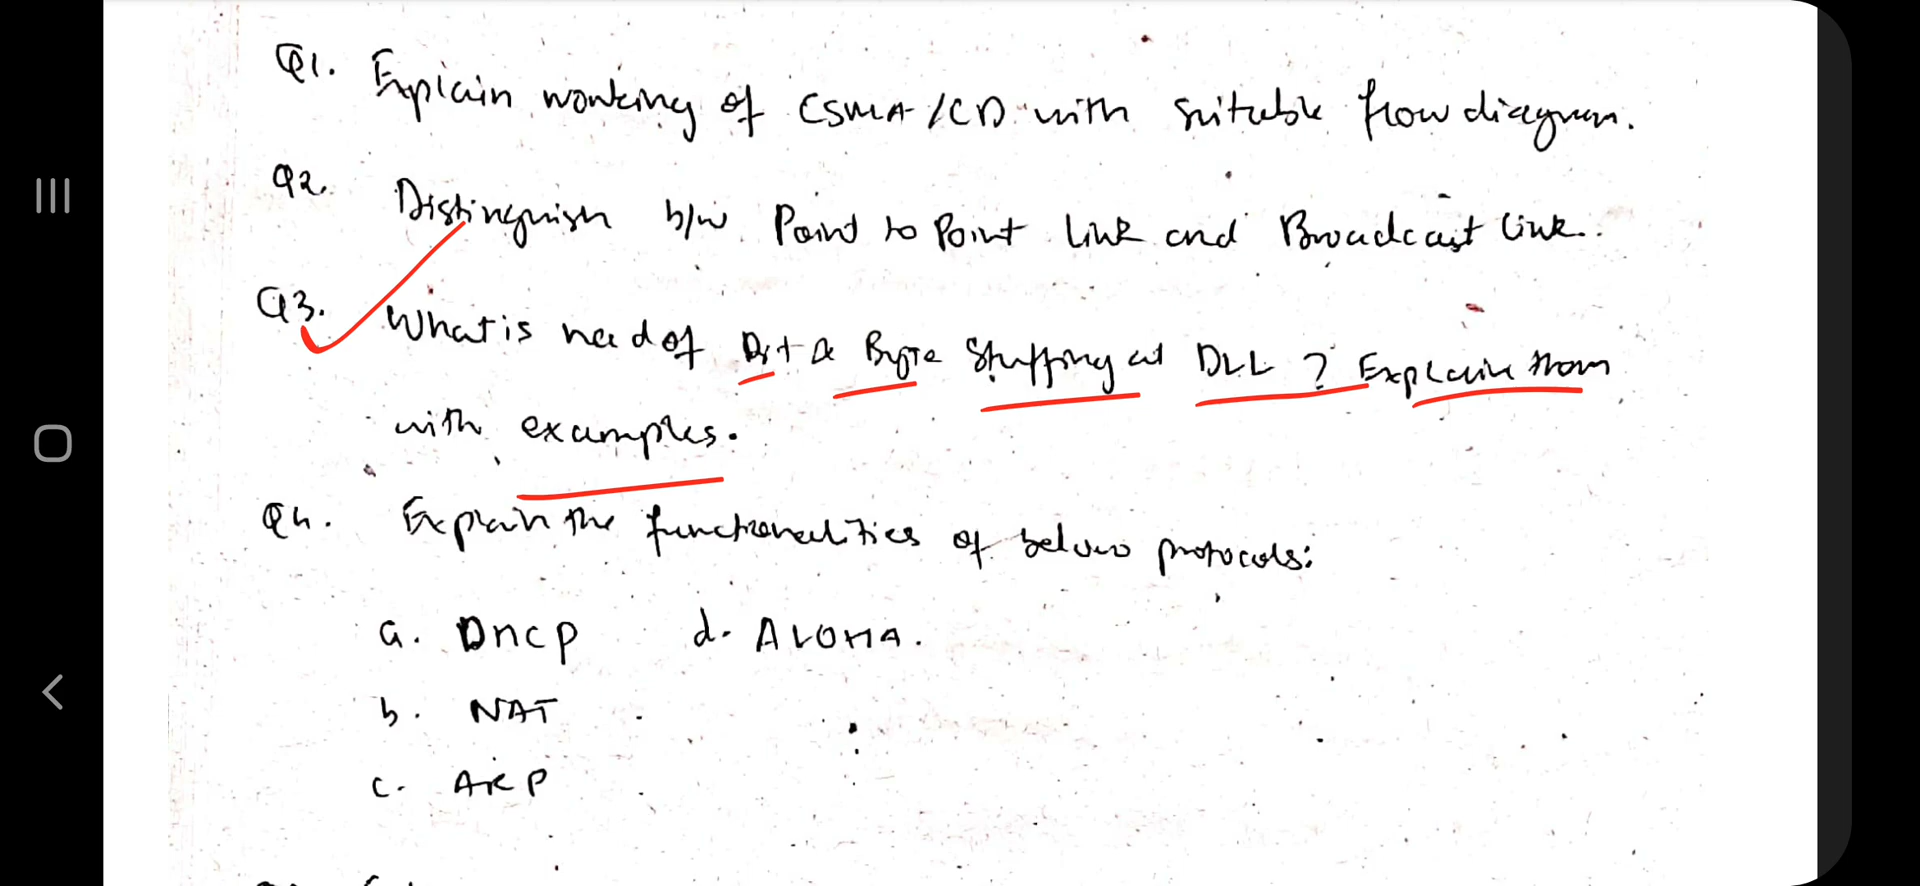 Q1. Explain working of CSMA/CD with suitable flow diagram.
Q2. Distinguish b/w Point to Point Link and Broadcast Link.
Q3. What is need of Bit & Byte Stuffing at DLL ? Explain them
with examples.
Q4. Explain the functionalities of below protocols:
a. DHCP d. ALOHA.
b. NAT
c. ARP